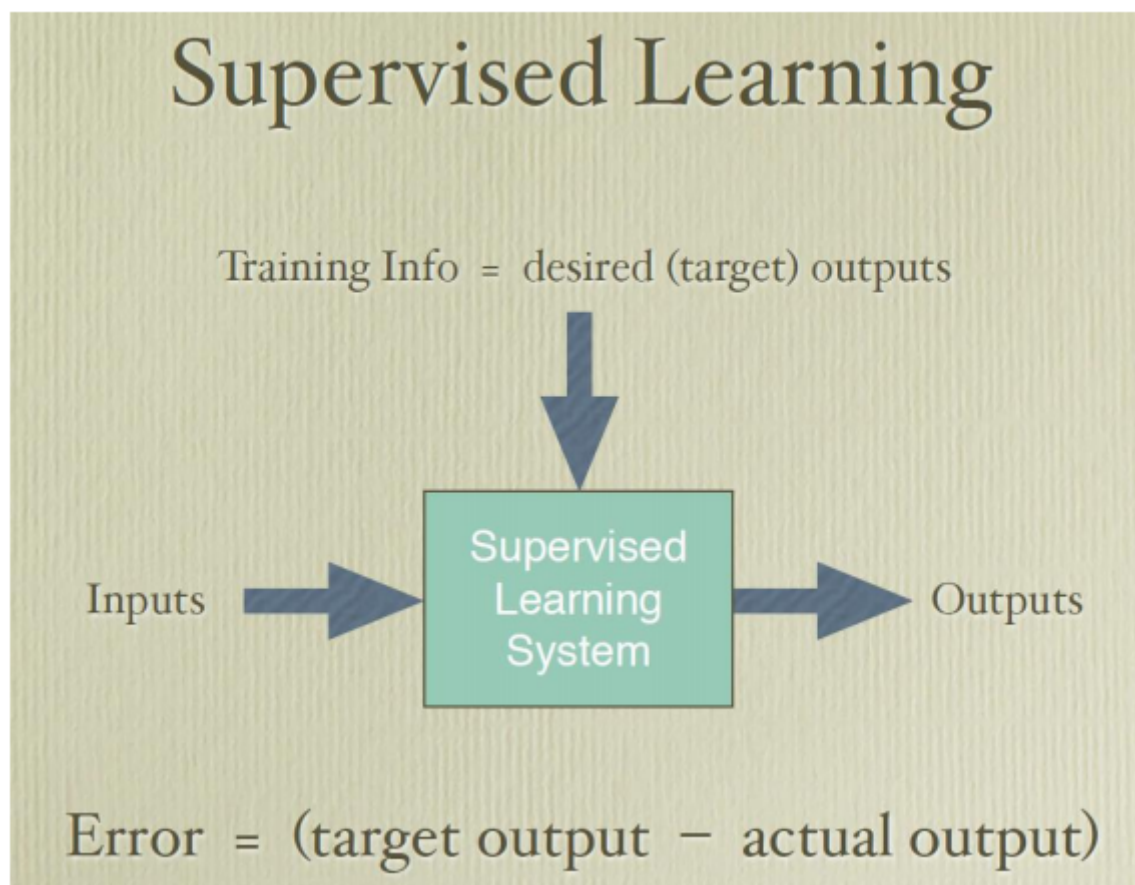 Supervised Learning
Training Info = desired (target) outputs
Supervised
Learning
System
Inputs
Outputs
Error = (target output − actual output)